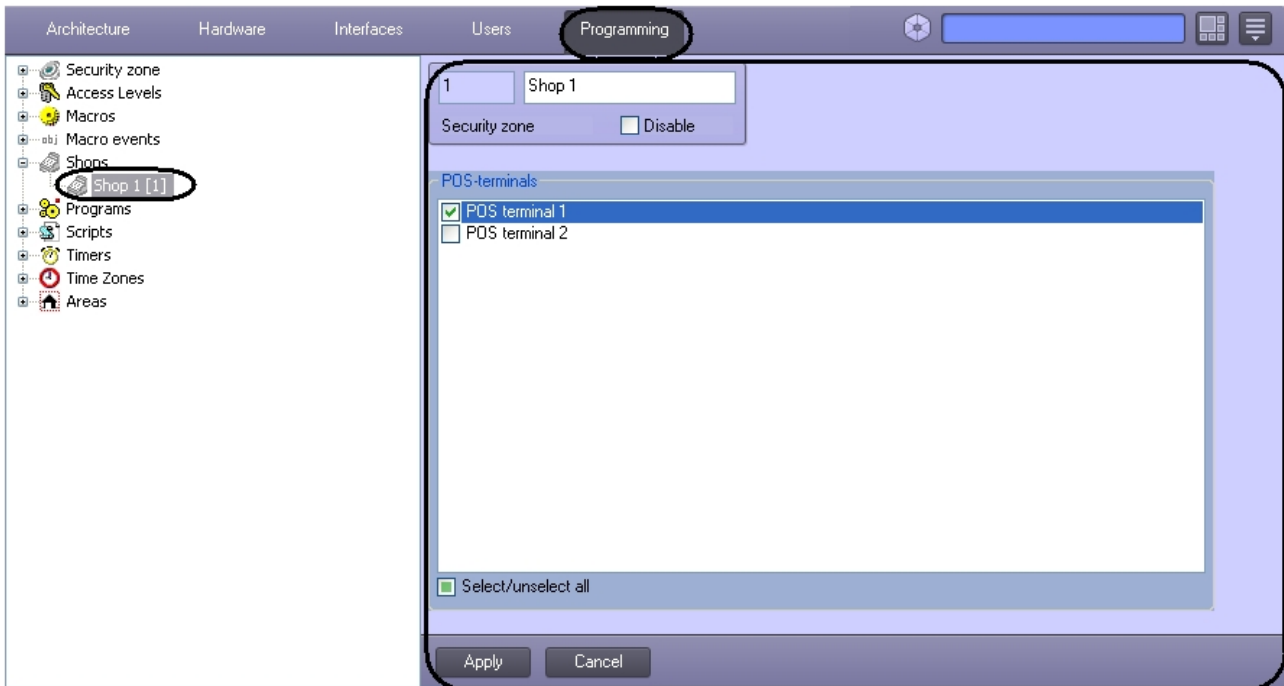 Architecture Hardware Interfaces Users Programming
Security zone
Access Levels
Macros
obj Macro events
Shops
Shop 1 [1]
Programs
Scripts
Timers
Time Zones
Areas
1 Shop 1
Security zone Disable
POS-terminals
POS terminal 1
POS terminal 2
Select/unselect all
Apply Cancel